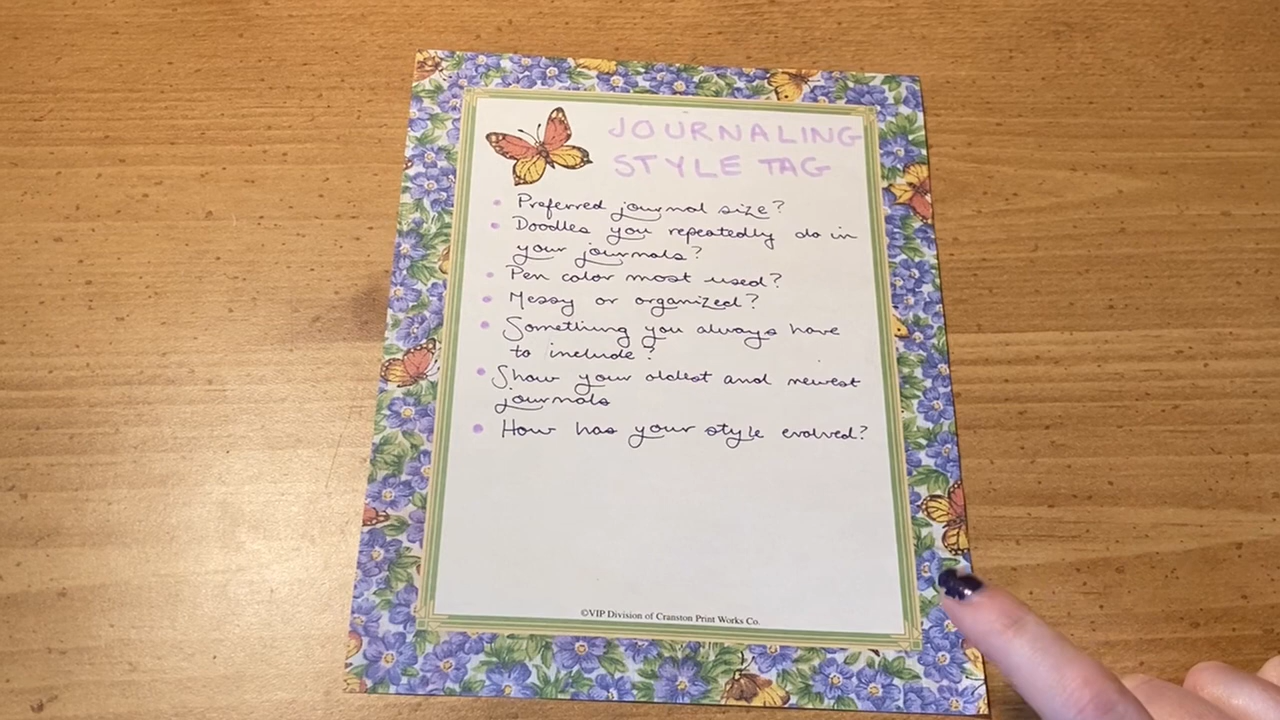 JOURNALING
STYLE TAG
• Preferred journal size?
• Doodles you repeatedly do in
your journals?
• Pen color most used?
• Messy or organized?
• Something you always have
to include?
• Show your oldest and newest
journals
• How has your style evolved?
©VIP Division of Cranston Print Works Co.